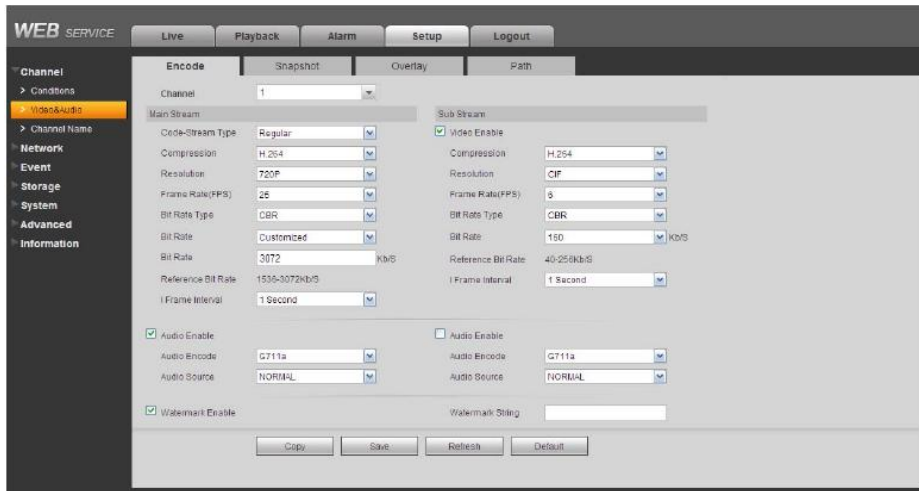 WEB SERVICE
Live Playback Alarm Setup Logout
Channel
> Conditions
> Video&Audio
> Channel Name
Network
Event
Storage
System
Advanced
Information
Encode Snapshot Overlay Path
Channel 1
Main Stream Sub Stream
Code-Stream Type Regular Video Enable
Compression H.264 Compression H.264
Resolution 720P Resolution CIF
Frame Rate(FPS) 25 Frame Rate(FPS) 6
Bit Rate Type CBR Bit Rate Type CBR
Bit Rate Customized Bit Rate 160 Kb/S
Bit Rate 3072 Kb/S Reference Bit Rate 40-256Kb/S
Reference Bit Rate 1536-3072Kb/S I Frame Interval 1 Second
I Frame Interval 1 Second
Audio Enable Audio Enable
Audio Encode G711a Audio Encode G711a
Audio Source NORMAL Audio Source NORMAL
Watermark Enable Watermark String
Copy Save Refresh Default